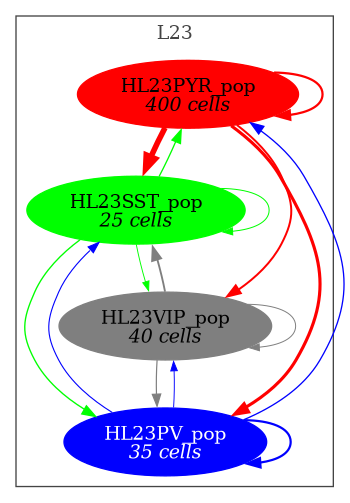 L23
HL23PYR_pop
400 cells
HL23SST_pop
25 cells
HL23VIP_pop
40 cells
HL23PV_pop
35 cells